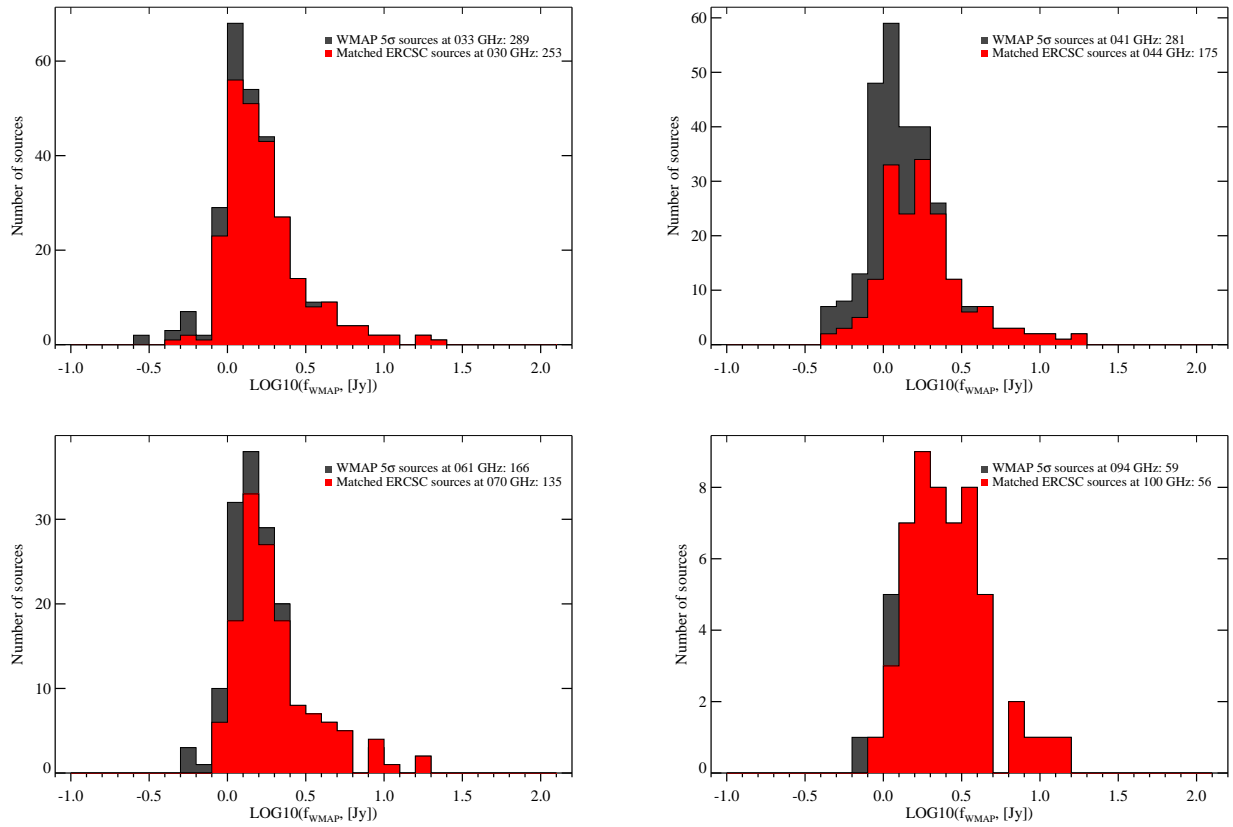 WMAP 5σ sources at 033 GHz: 289
Matched ERCSC sources at 030 GHz: 253
Number of sources
60
40
20
0
-1.0 -0.5 0.0 0.5 1.0 1.5 2.0
LOG10(f_WMAP, [Jy])
WMAP 5σ sources at 041 GHz: 281
Matched ERCSC sources at 044 GHz: 175
Number of sources
60
50
40
30
20
10
0
-1.0 -0.5 0.0 0.5 1.0 1.5 2.0
LOG10(f_WMAP, [Jy])
WMAP 5σ sources at 061 GHz: 166
Matched ERCSC sources at 070 GHz: 135
Number of sources
30
20
10
0
-1.0 -0.5 0.0 0.5 1.0 1.5 2.0
LOG10(f_WMAP, [Jy])
WMAP 5σ sources at 094 GHz: 59
Matched ERCSC sources at 100 GHz: 56
Number of sources
8
6
4
2
0
-1.0 -0.5 0.0 0.5 1.0 1.5 2.0
LOG10(f_WMAP, [Jy])